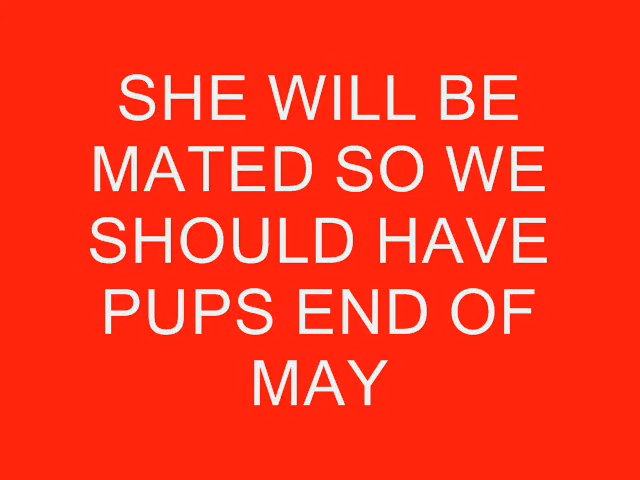 SHE WILL BE
MATED SO WE
SHOULD HAVE
PUPS END OF
MAY